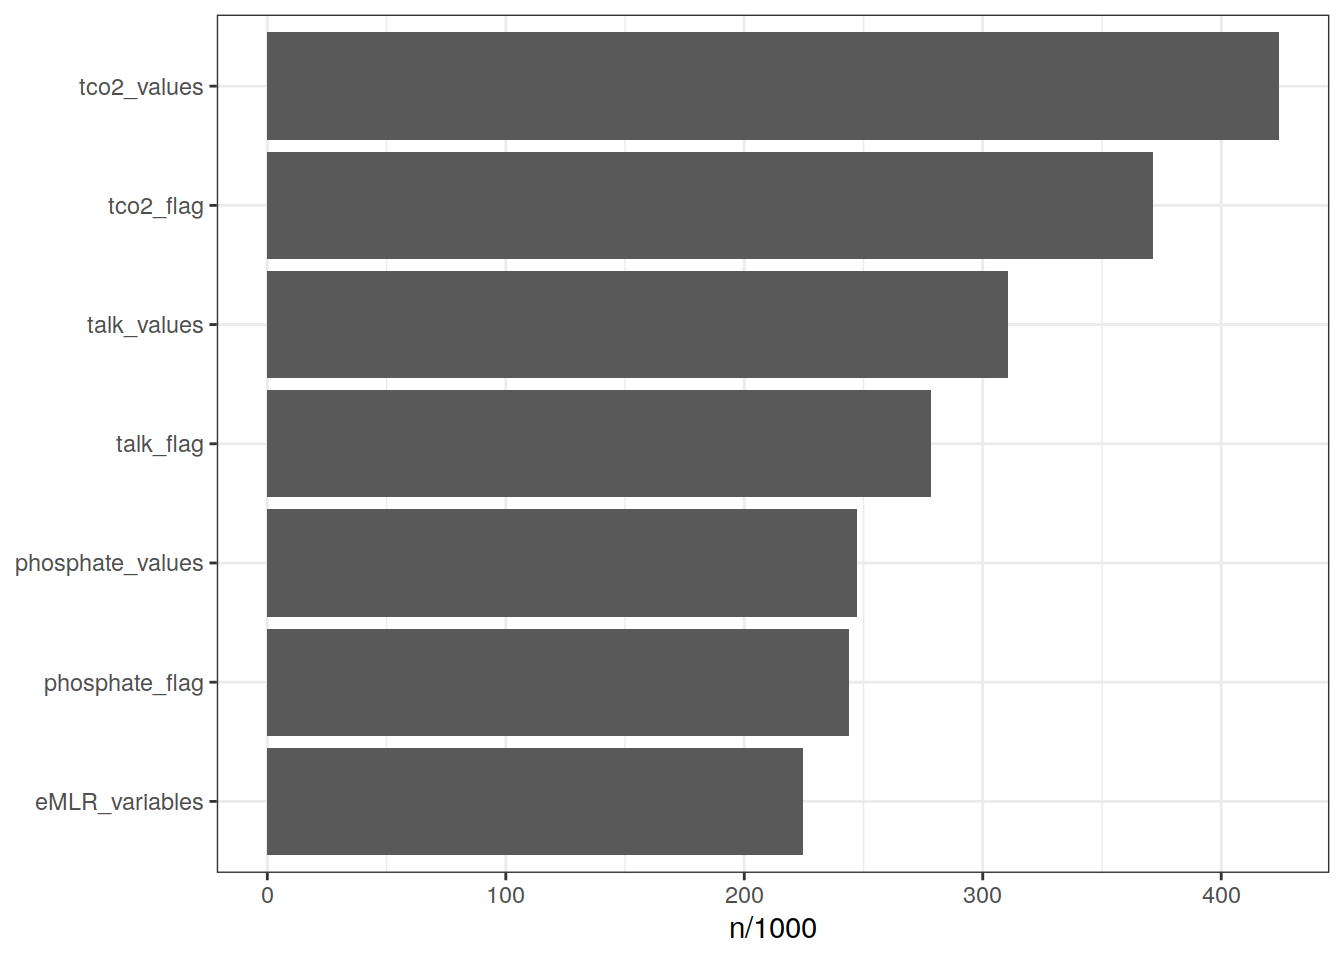 tco2_values
tco2_flag
talk_values
talk_flag
phosphate_values
phosphate_flag
eMLR_variables
0 100 200 300 400
n/1000